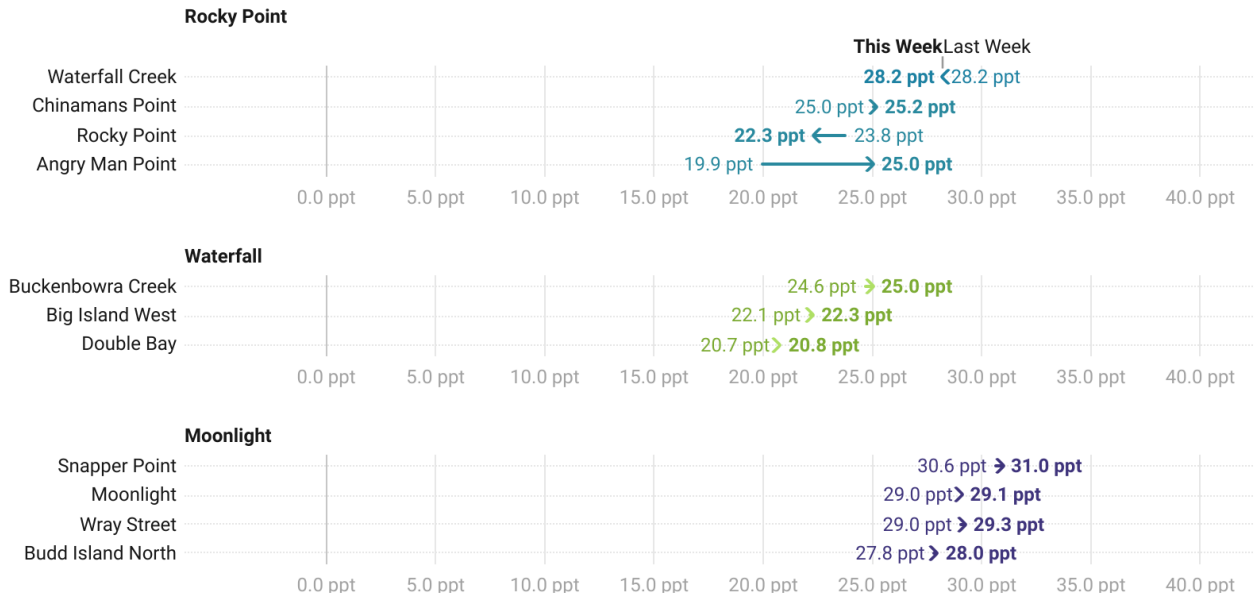 Rocky Point
This Week Last Week
Waterfall Creek 28.2 ppt 28.2 ppt
Chinamans Point 25.0 ppt 25.2 ppt
Rocky Point 22.3 ppt 23.8 ppt
Angry Man Point 19.9 ppt 25.0 ppt
0.0 ppt 5.0 ppt 10.0 ppt 15.0 ppt 20.0 ppt 25.0 ppt 30.0 ppt 35.0 ppt 40.0 ppt
Waterfall
Buckenbowra Creek 24.6 ppt 25.0 ppt
Big Island West 22.1 ppt 22.3 ppt
Double Bay 20.7 ppt 20.8 ppt
0.0 ppt 5.0 ppt 10.0 ppt 15.0 ppt 20.0 ppt 25.0 ppt 30.0 ppt 35.0 ppt 40.0 ppt
Moonlight
Snapper Point 30.6 ppt 31.0 ppt
Moonlight 29.0 ppt 29.1 ppt
Wray Street 29.0 ppt 29.3 ppt
Budd Island North 27.8 ppt 28.0 ppt
0.0 ppt 5.0 ppt 10.0 ppt 15.0 ppt 20.0 ppt 25.0 ppt 30.0 ppt 35.0 ppt 40.0 ppt